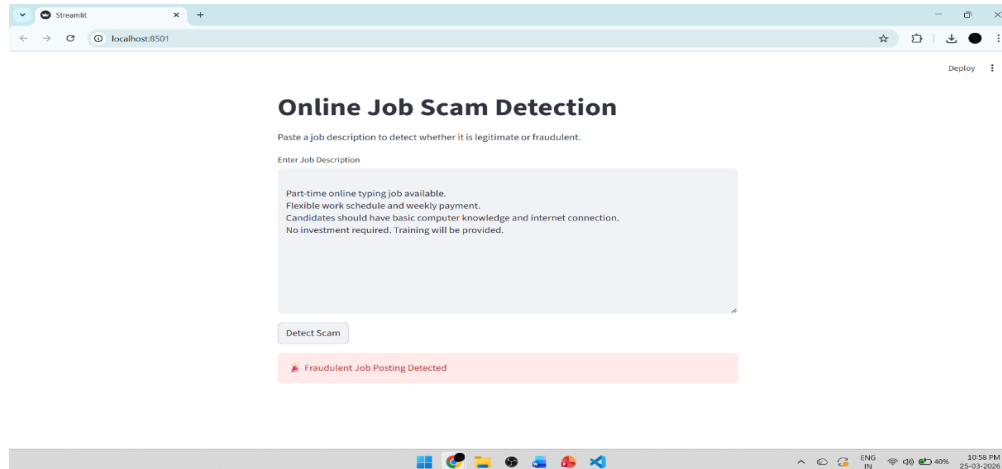 Streamlit
localhost:8501
Deploy
Online Job Scam Detection
Paste a job description to detect whether it is legitimate or fraudulent.
Enter Job Description
Part-time online typing job available.
Flexible work schedule and weekly payment.
Candidates should have basic computer knowledge and internet connection.
No investment required. Training will be provided.
Detect Scam
Fraudulent Job Posting Detected
ENG
IN
40%
10:58 PM
25-03-2026